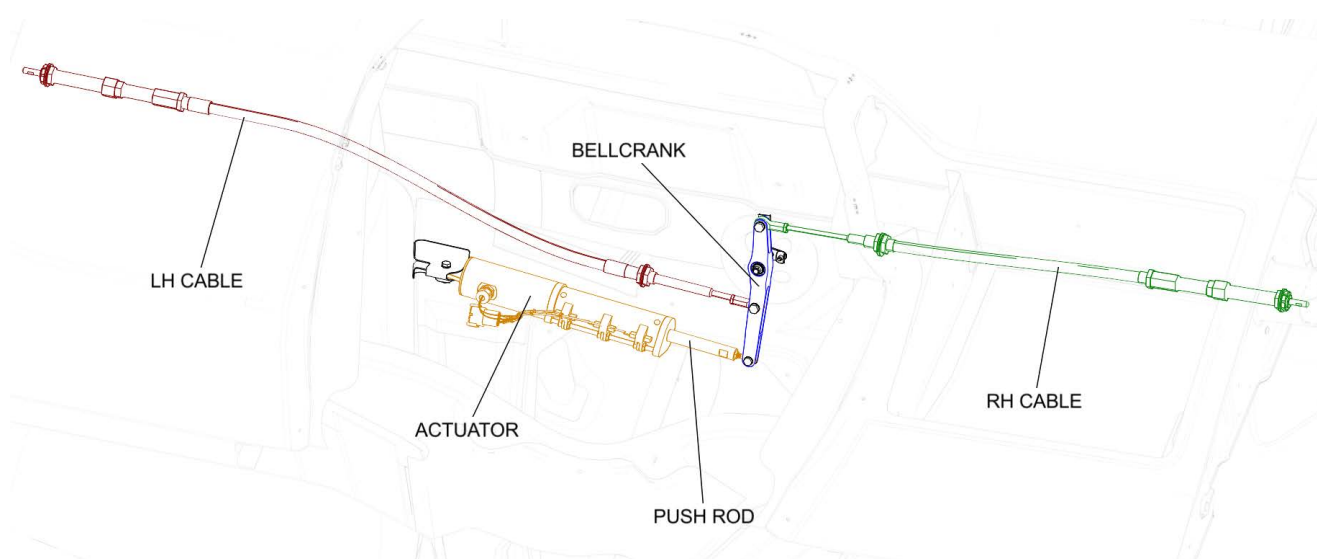 BELLCRANK
LH CABLE
RH CABLE
ACTUATOR
PUSH ROD